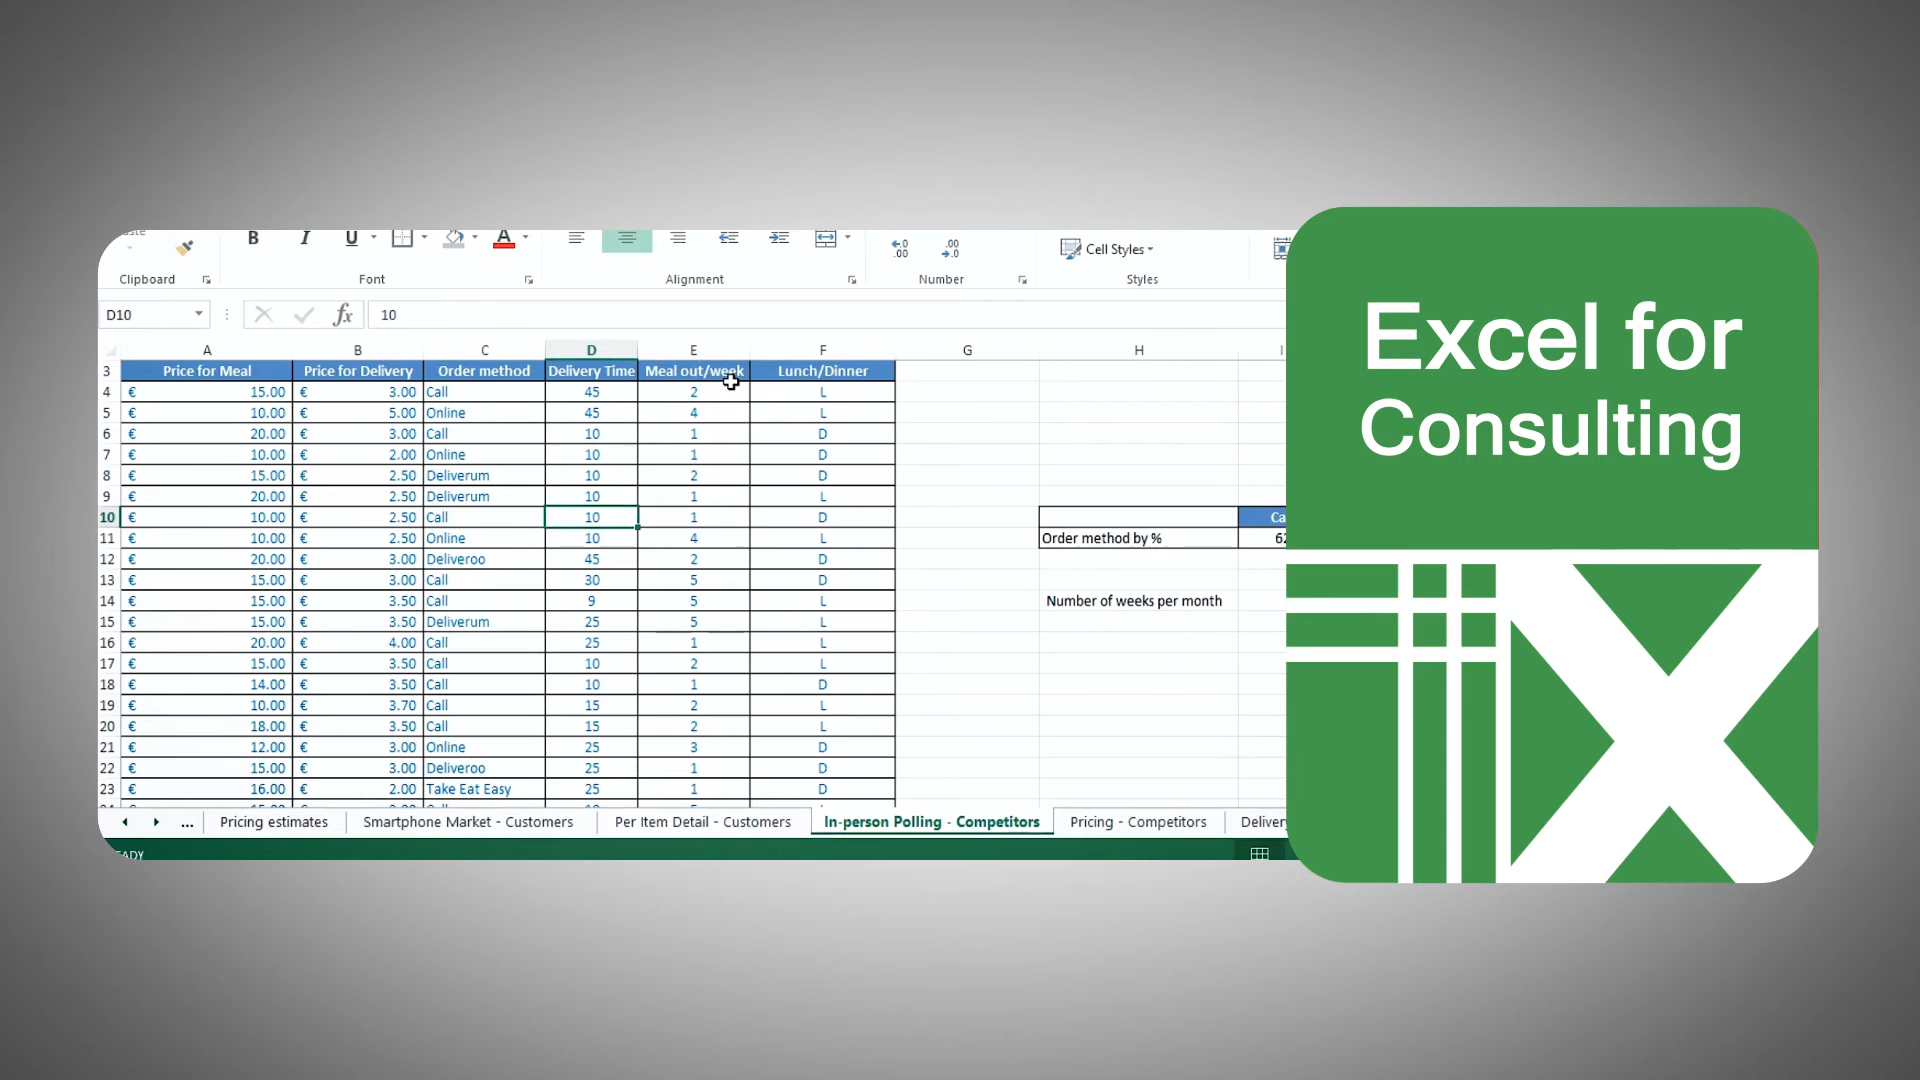 B I U A
Cell Styles
Clipboard Font Alignment Number Styles
D10 fx 10
A B C D E F G H I
3 Price for Meal Price for Delivery Order method Delivery Time Meal out/week Lunch/Dinner
4 € 15.00 € 3.00 Call 45 2 L
5 € 10.00 € 5.00 Online 45 4 L
6 € 20.00 € 3.00 Call 10 1 D
7 € 10.00 € 2.00 Online 10 1 D
8 € 15.00 € 2.50 Deliverum 10 2 D
9 € 20.00 € 2.50 Deliverum 10 1 L
10 € 10.00 € 2.50 Call 10 1 D
11 € 10.00 € 2.50 Online 10 4 L Order method by % 62
12 € 20.00 € 3.00 Deliveroo 45 2 D
13 € 15.00 € 3.00 Call 30 5 D
14 € 15.00 € 3.50 Call 9 5 L Number of weeks per month
15 € 15.00 € 3.50 Deliverum 25 5 L
16 € 20.00 € 4.00 Call 25 1 L
17 € 15.00 € 3.50 Call 10 2 L
18 € 14.00 € 3.50 Call 10 1 D
19 € 10.00 € 3.70 Call 15 2 L
20 € 18.00 € 3.50 Call 15 2 L
21 € 12.00 € 3.00 Online 25 3 D
22 € 15.00 € 3.00 Deliveroo 25 1 D
23 € 16.00 € 2.00 Take Eat Easy 25 1 D
... Pricing estimates Smartphone Market - Customers Per Item Detail - Customers In-person Polling - Competitors Pricing - Competitors
Excel for
Consulting